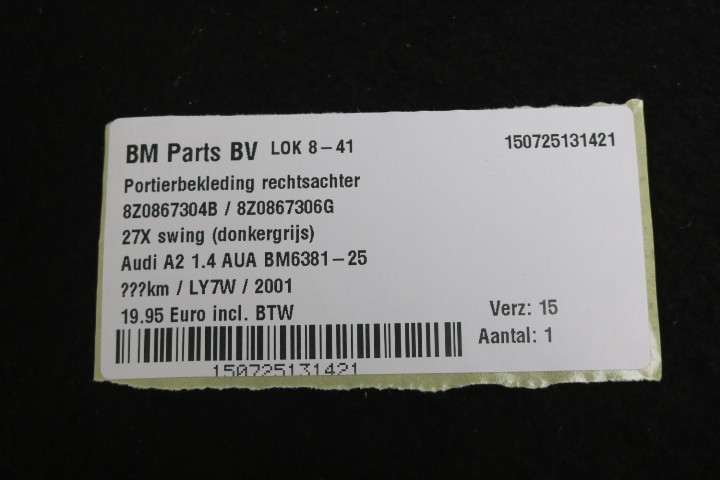 BM Parts BV LOK 8-41 150725131421
Portierbekleding rechtsachter
8Z0867304B / 8Z0867306G
27X swing (donkergrijs)
Audi A2 1.4 AUA BM6381-25
???km / LY7W / 2001
19.95 Euro incl. BTW Verz: 15
Aantal: 1
150725131421